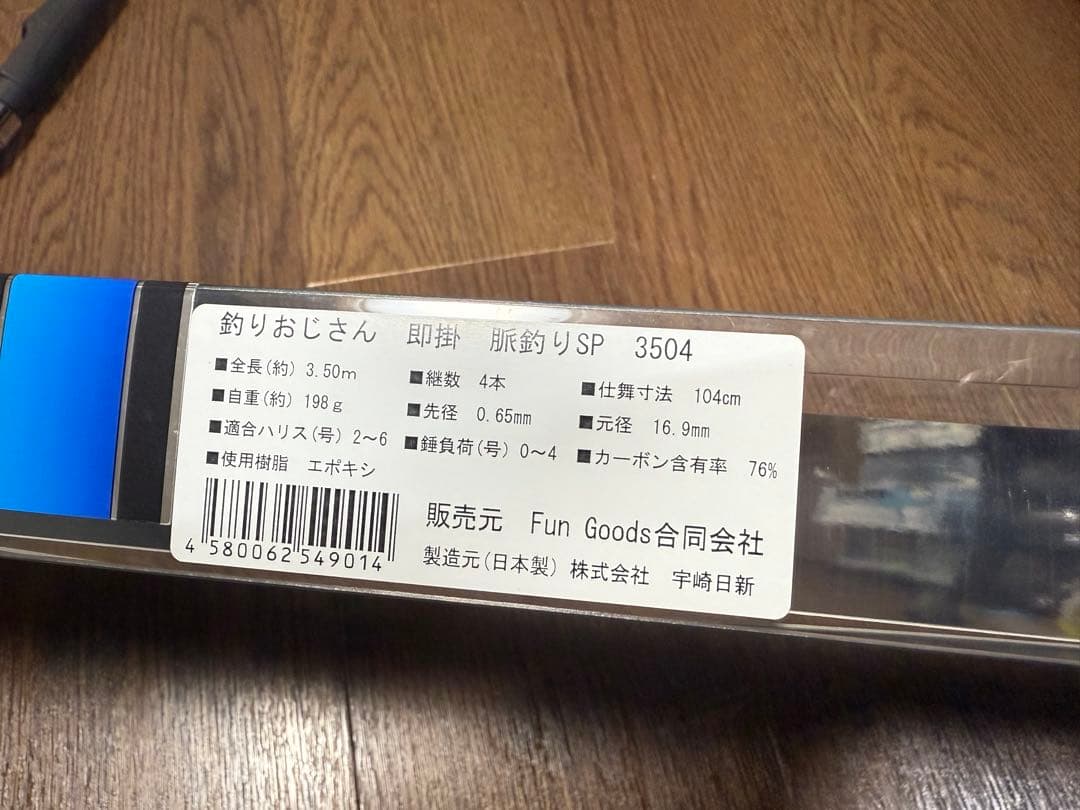 釣りおじさん 即掛 脈釣りSP 3504
■全長(約) 3.50m ■継数 4本 ■仕舞寸法 104cm
■自重(約) 198g ■先径 0.65mm ■元径 16.9mm
■適合ハリス(号) 2～6 ■錘負荷(号) 0～4 ■カーボン含有率 76%
■使用樹脂 エポキシ
販売元 Fun Goods合同会社
製造元(日本製) 株式会社 宇崎日新
4 580062 549014